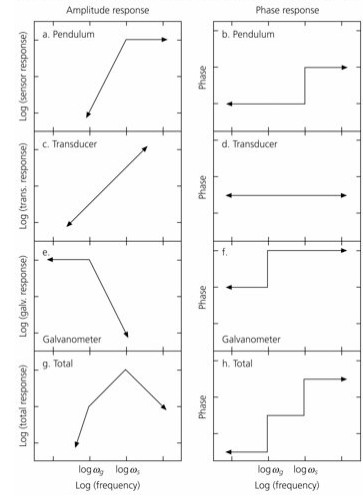 Amplitude response
Phase response
a. Pendulum
Log (sensor response)
b. Pendulum
Phase
c. Transducer
Log (trans. response)
d. Transducer
Phase
e.
Log (galv. response)
Galvanometer
f.
Phase
Galvanometer
g. Total
Log (total response)
h. Total
Phase
log ωg log ωs
Log (frequency)
log ωg log ωs
Log (frequency)